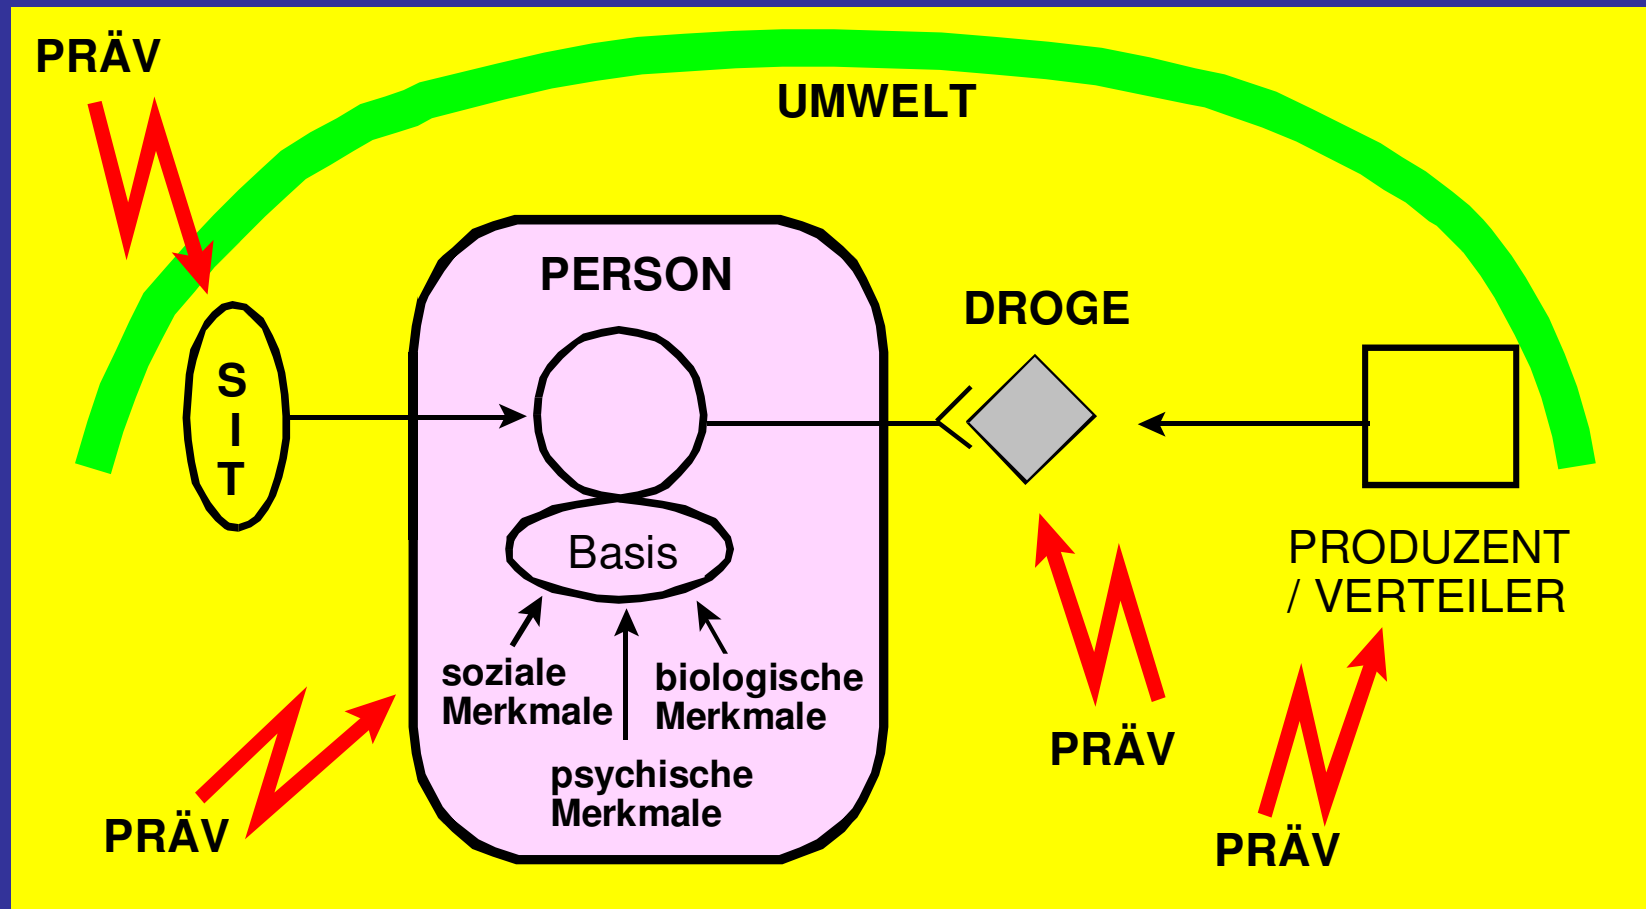 PRÄV
UMWELT
PERSON
DROGE
S
I
T
Basis
PRODUZENT
/ VERTEILER
soziale
Merkmale
biologische
Merkmale
psychische
Merkmale
PRÄV
PRÄV
PRÄV